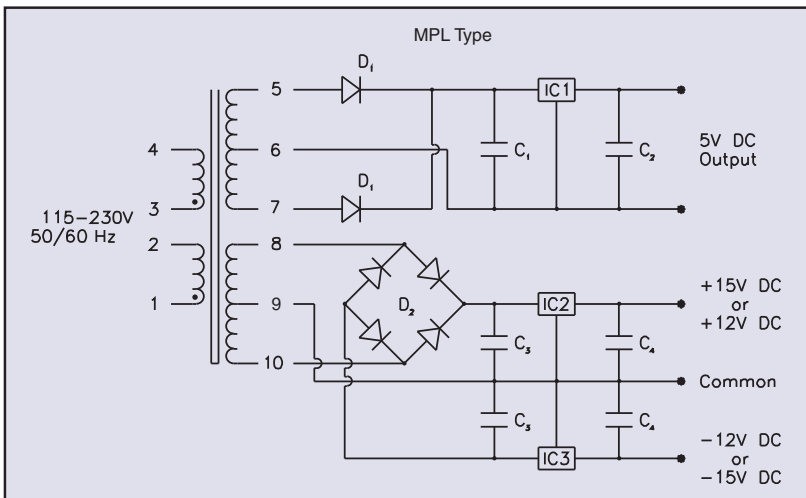 MPL Type
D₁
5
IC1
4
6
C₁
C₂
5V DC
Output
D₁
3
7
115-230V
50/60 Hz
2
8
+15V DC
or
+12V DC
1
9
D₂
IC2
C₃
C₄
10
Common
C₃
C₄
-12V DC
or
-15V DC
IC3